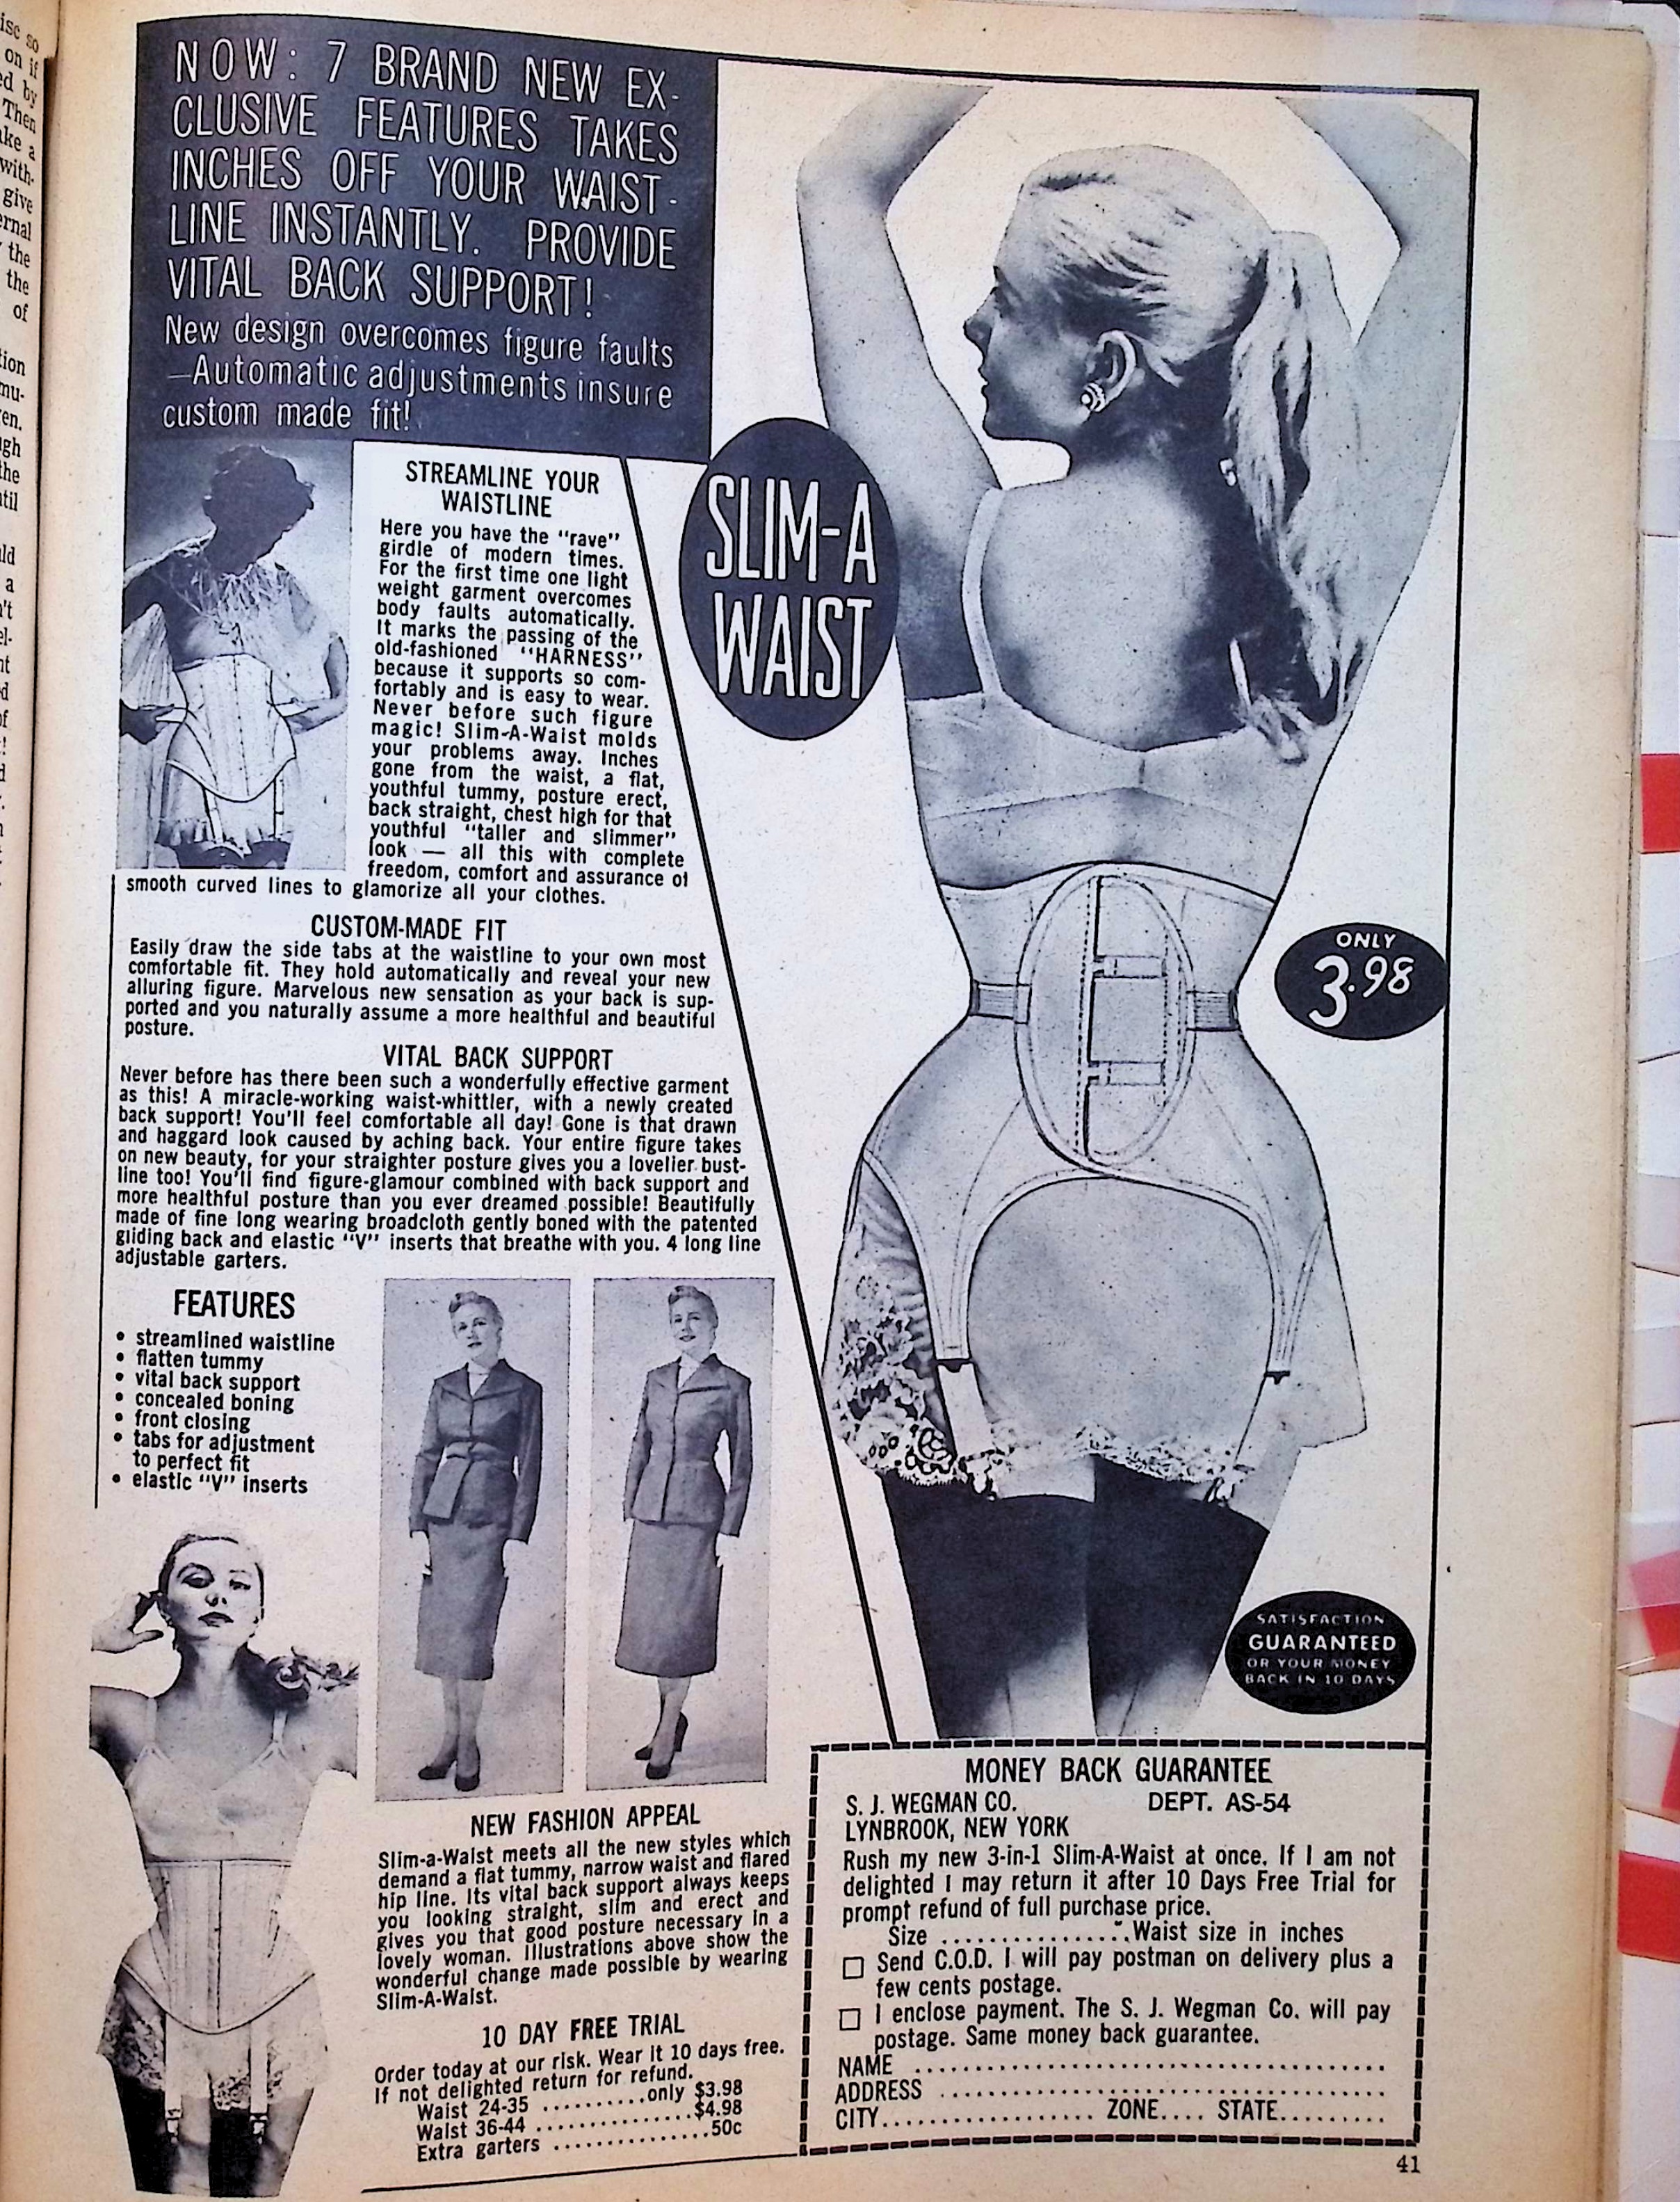 isc so
on if
ed by
Then
ake a
with-
give
ernal
the
the
of
tion
mu-
en.
gh
the
til
ld
a
't
el-
nt
d
of
!
d
NOW: 7 BRAND NEW EX-
CLUSIVE FEATURES TAKES
INCHES OFF YOUR WAIST-
LINE INSTANTLY. PROVIDE
VITAL BACK SUPPORT!
New design overcomes figure faults
—Automatic adjustments insure
custom made fit!
SLIM-A
WAIST
STREAMLINE YOUR
WAISTLINE
Here you have the "rave"
girdle of modern times.
For the first time one light
weight garment overcomes
body faults automatically.
It marks the passing of the
old-fashioned "HARNESS"
because it supports so com-
fortably and is easy to wear.
Never before such figure
magic! Slim-A-Waist molds
your problems away. Inches
gone from the waist, a flat,
youthful tummy, posture erect,
back straight, chest high for that
youthful "taller and slimmer"
look — all this with complete
freedom, comfort and assurance of
smooth curved lines to glamorize all your clothes.
CUSTOM-MADE FIT
Easily draw the side tabs at the waistline to your own most
comfortable fit. They hold automatically and reveal your new
alluring figure. Marvelous new sensation as your back is sup-
ported and you naturally assume a more healthful and beautiful
posture.
VITAL BACK SUPPORT
Never before has there been such a wonderfully effective garment
as this! A miracle-working waist-whittler, with a newly created
back support! You'll feel comfortable all day! Gone is that drawn
and haggard look caused by aching back. Your entire figure takes
on new beauty, for your straighter posture gives you a lovelier bust-
line too! You'll find figure-glamour combined with back support and
more healthful posture than you ever dreamed possible! Beautifully
made of fine long wearing broadcloth gently boned with the patented
gliding back and elastic "V" inserts that breathe with you. 4 long line
adjustable garters.
FEATURES
• streamlined waistline
• flatten tummy
• vital back support
• concealed boning
• front closing
• tabs for adjustment
to perfect fit
• elastic "V" inserts
NEW FASHION APPEAL
Slim-a-Waist meets all the new styles which
demand a flat tummy, narrow waist and flared
hip line. Its vital back support always keeps
you looking straight, slim and erect and
gives you that good posture necessary in a
lovely woman. Illustrations above show the
wonderful change made possible by wearing
Slim-A-Waist.
10 DAY FREE TRIAL
Order today at our risk. Wear it 10 days free.
If not delighted return for refund.
Waist 24-35 ..........only $3.98
Waist 36-44 ...............$4.98
Extra garters ...............50c
ONLY
3.98
SATISFACTION
GUARANTEED
OR YOUR MONEY
BACK IN 10 DAYS
MONEY BACK GUARANTEE
S. J. WEGMAN CO. DEPT. AS-54
LYNBROOK, NEW YORK
Rush my new 3-in-1 Slim-A-Waist at once. If I am not
delighted I may return it after 10 Days Free Trial for
prompt refund of full purchase price.
Size .................Waist size in inches
□ Send C.O.D. I will pay postman on delivery plus a
few cents postage.
□ I enclose payment. The S. J. Wegman Co. will pay
postage. Same money back guarantee.
NAME ..........................................
ADDRESS ........................................
CITY................... ZONE.... STATE.........
41